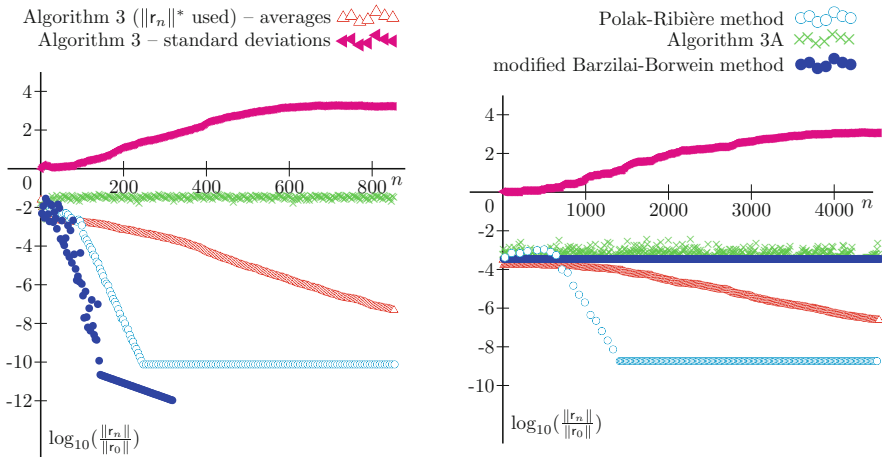 Algorithm 3 (‖r_n‖* used) – averages
Algorithm 3 – standard deviations
4
2
0
200
400
600
800
n
-2
-4
-6
-8
-10
-12
log₁₀(‖r_n‖/‖r_0‖)
Polak-Ribière method
Algorithm 3A
modified Barzilai-Borwein method
4
2
0
1000
2000
3000
4000
n
-2
-4
-6
-8
-10
log₁₀(‖r_n‖/‖r_0‖)